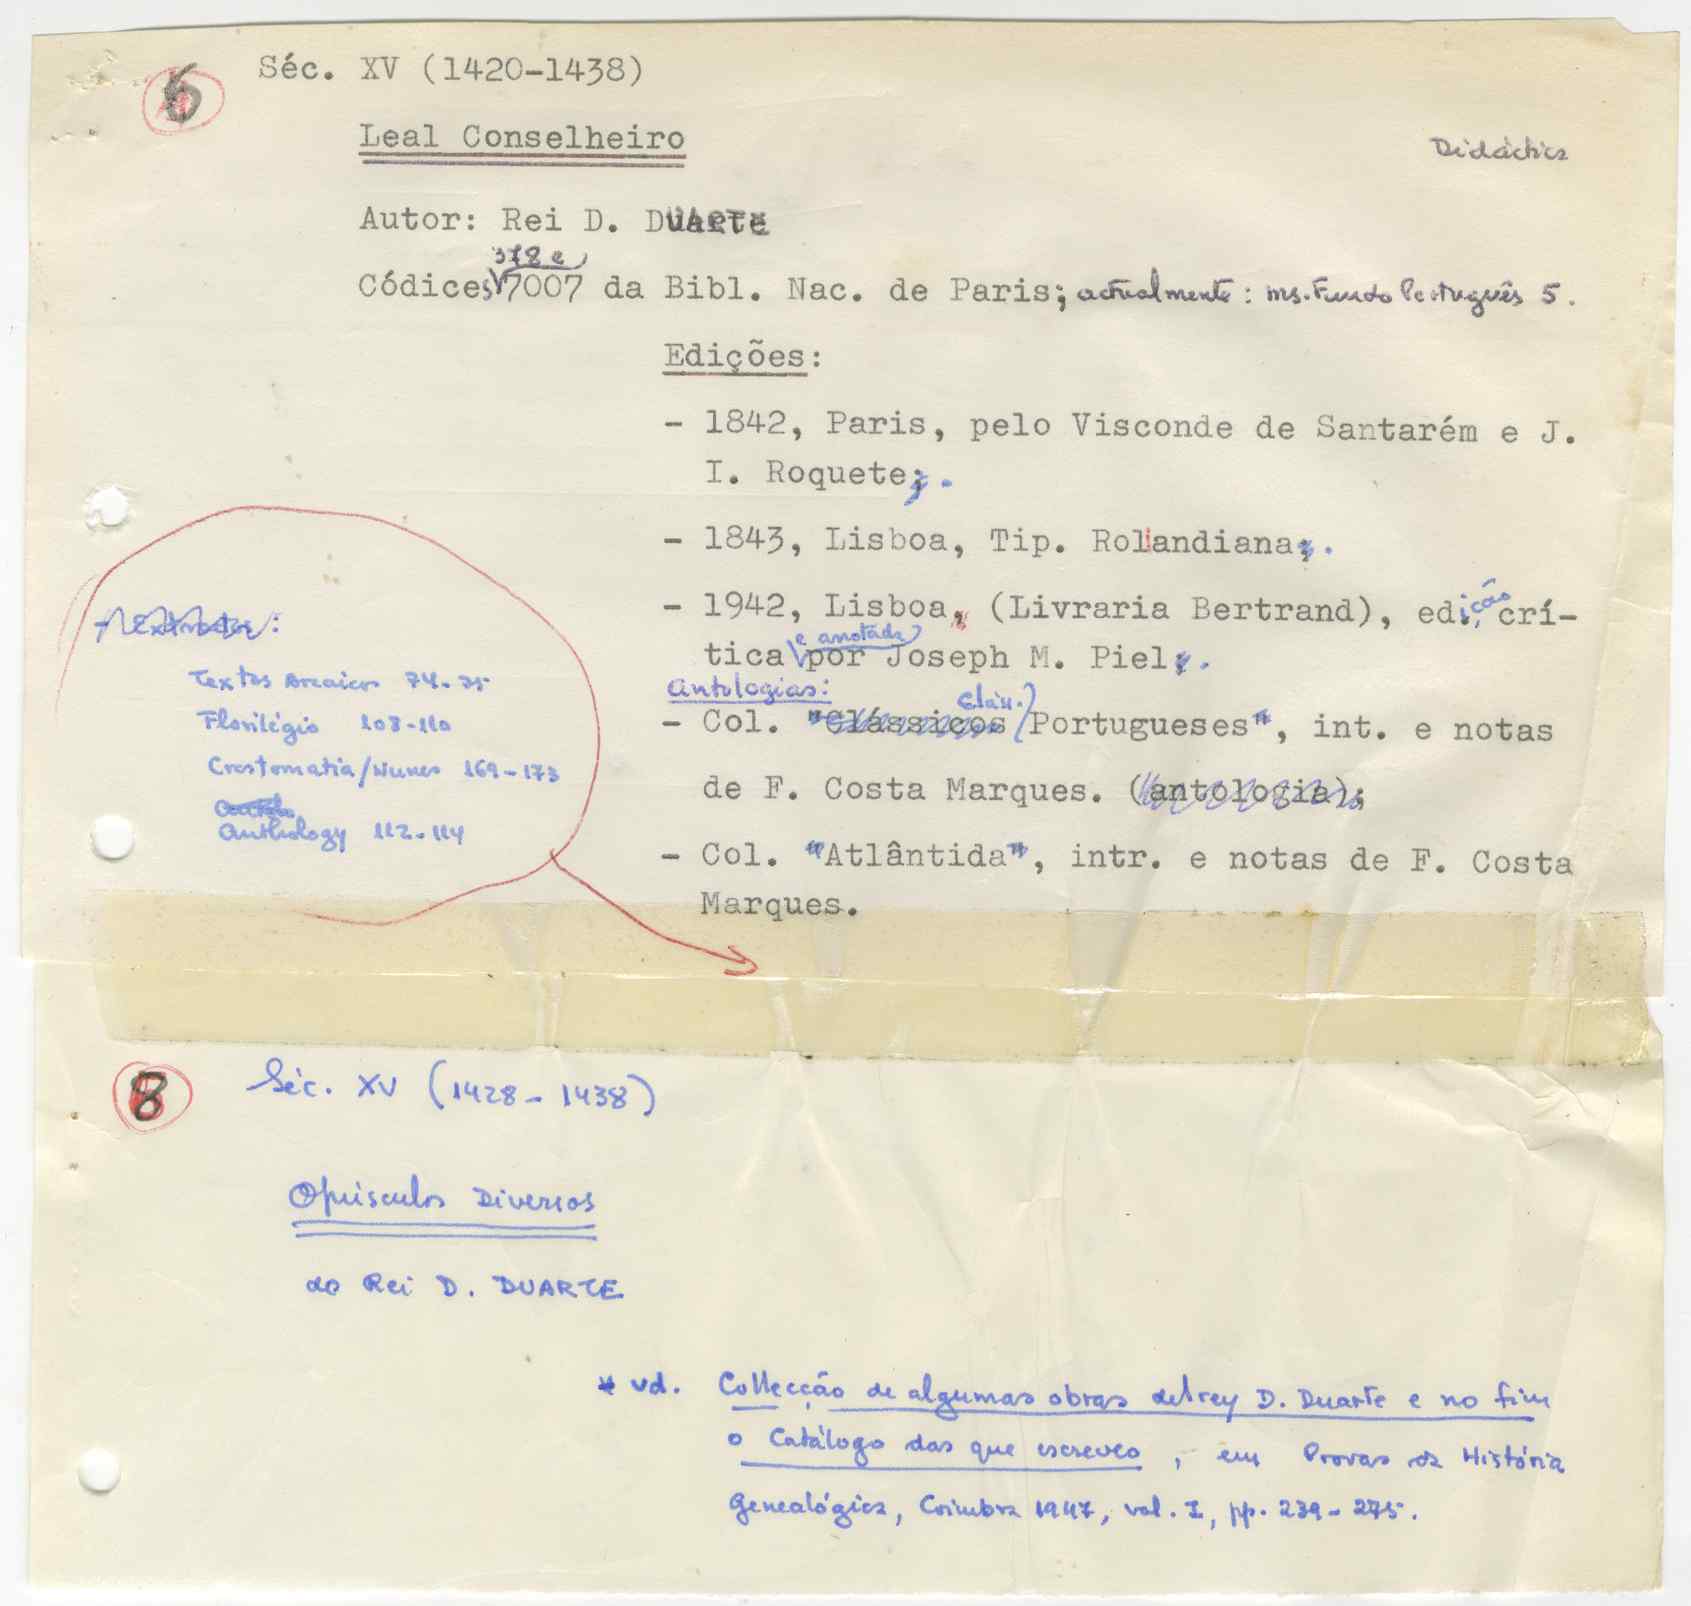 6
Séc. XV (1420-1438)
Leal Conselheiro
Didáctica
Autor: Rei D. Duarte
378 e
Códices 7007 da Bibl. Nac. de Paris; actualmente: ms. Fundo Português 5.
Edições:
- 1842, Paris, pelo Visconde de Santarém e J.
I. Roquete.
- 1843, Lisboa, Tip. Rolandiana.
- 1942, Lisboa, (Livraria Bertrand), edição crí-
e anotada
tica por Joseph M. Piel.
Antologias:
Cláss.
- Col. "Clássicos Portugueses", int. e notas
de F. Costa Marques. (antologia);
- Col. "Atlântida", intr. e notas de F. Costa
Marques.
- Extractos:
Textos Arcaicos 74-75
Florilégio 108-110
Crestomatia/Nunes 169-173
Anthology 112-114
8
Séc. XV (1428-1438)
Opúsculos Diversos
do Rei D. DUARTE
* vd. Collecção de algumas obras delrey D. Duarte e no fim
o Catálogo das que escreveo, em Provas da História
Genealógica, Coimbra 1947, vol. I, pp. 239-275.